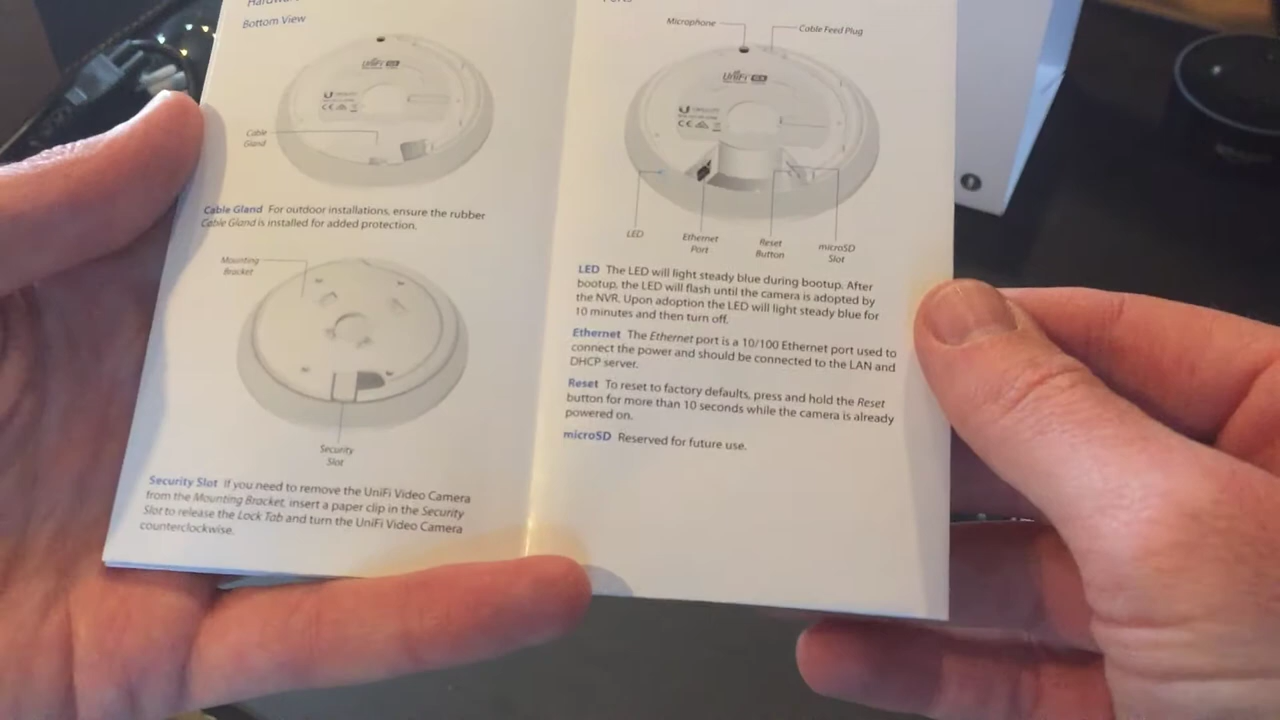 Hardware
Bottom View
UniFi
Cable
Gland
Cable Gland For outdoor installations, ensure the rubber
Cable Gland is installed for added protection.
Mounting
Bracket
Security
Slot
Security Slot If you need to remove the UniFi Video Camera
from the Mounting Bracket, insert a paper clip in the Security
Slot to release the Lock Tab and turn the UniFi Video Camera
counterclockwise.
Ports
Microphone
Cable Feed Plug
UniFi
LED
Ethernet
Port
Reset
Button
microSD
Slot
LED The LED will light steady blue during bootup. After
bootup, the LED will flash until the camera is adopted by
the NVR. Upon adoption the LED will light steady blue for
10 minutes and then turn off.
Ethernet The Ethernet port is a 10/100 Ethernet port used to
connect the power and should be connected to the LAN and
DHCP server.
Reset To reset to factory defaults, press and hold the Reset
button for more than 10 seconds while the camera is already
powered on.
microSD Reserved for future use.